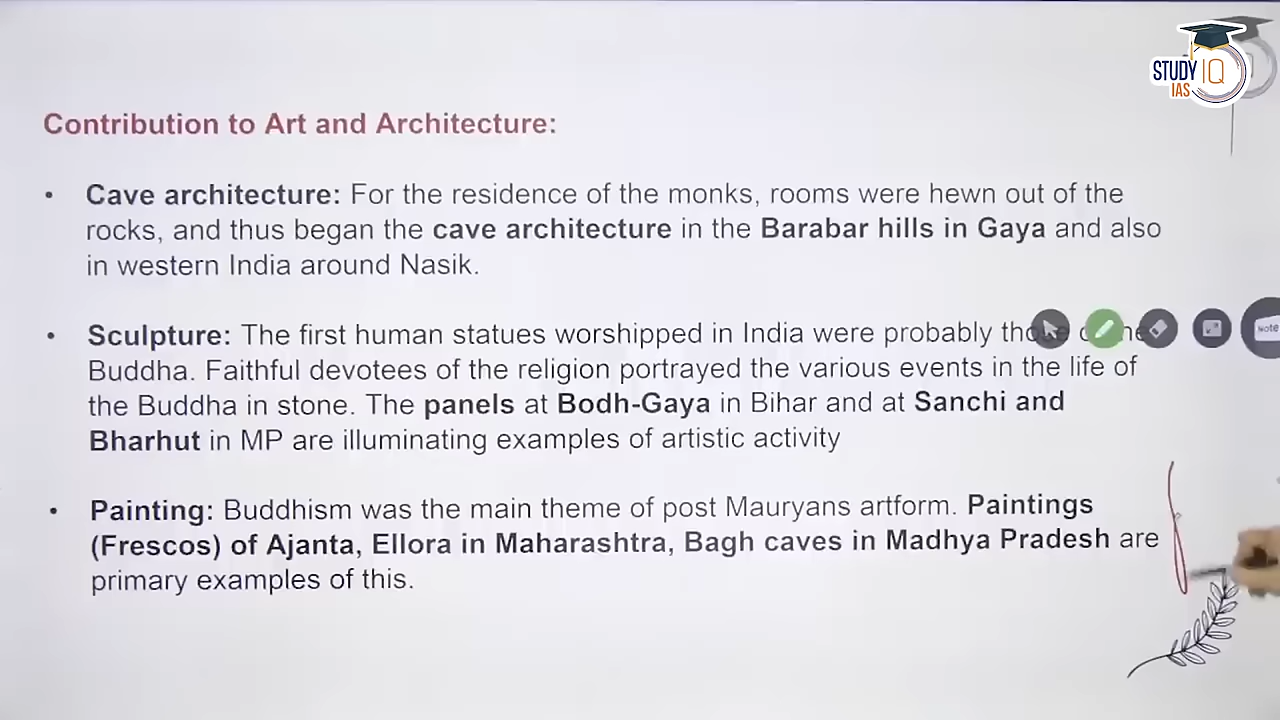 STUDY IQ
IAS
Contribution to Art and Architecture:
• Cave architecture: For the residence of the monks, rooms were hewn out of the
rocks, and thus began the cave architecture in the Barabar hills in Gaya and also
in western India around Nasik.
• Sculpture: The first human statues worshipped in India were probably
Buddha. Faithful devotees of the religion portrayed the various events in the life of
the Buddha in stone. The panels at Bodh-Gaya in Bihar and at Sanchi and
Bharhut in MP are illuminating examples of artistic activity
• Painting: Buddhism was the main theme of post Mauryans artform. Paintings
(Frescos) of Ajanta, Ellora in Maharashtra, Bagh caves in Madhya Pradesh are
primary examples of this.
Note